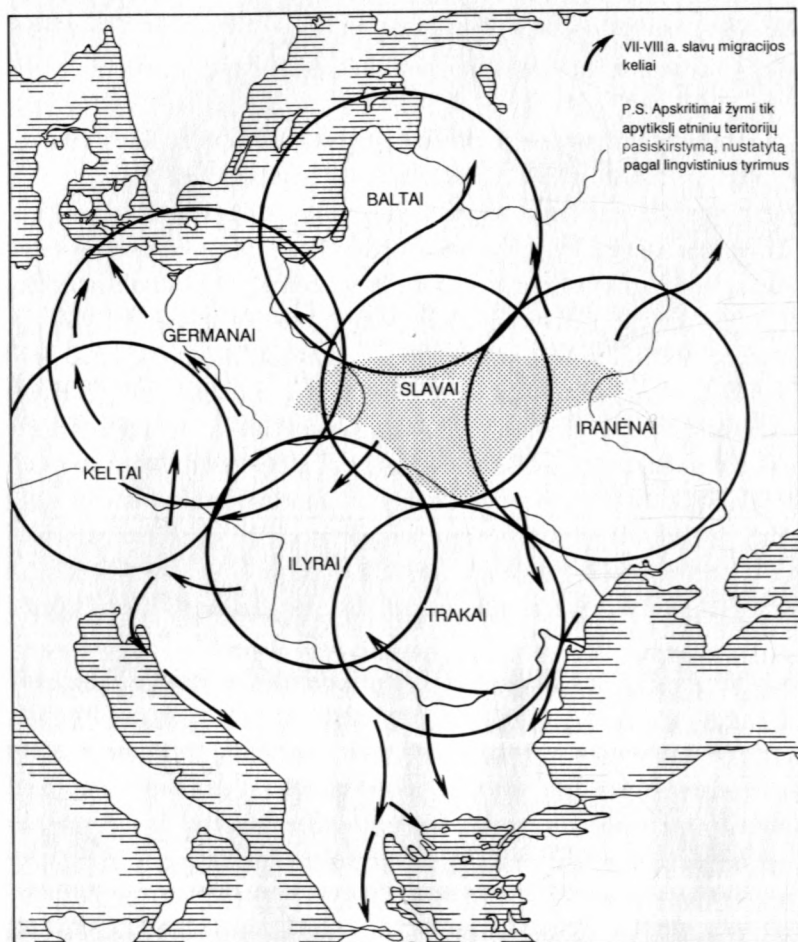 VII-VIII a. slavų migracijos
keliai
P.S. Apskritimai žymi tik
apytikslį etninių teritorijų
pasiskirstymą, nustatytą
pagal lingvistinius tyrimus
BALTAI
GERMANAI
SLAVAI
IRANĖNAI
KELTAI
ILYRAI
TRAKAI